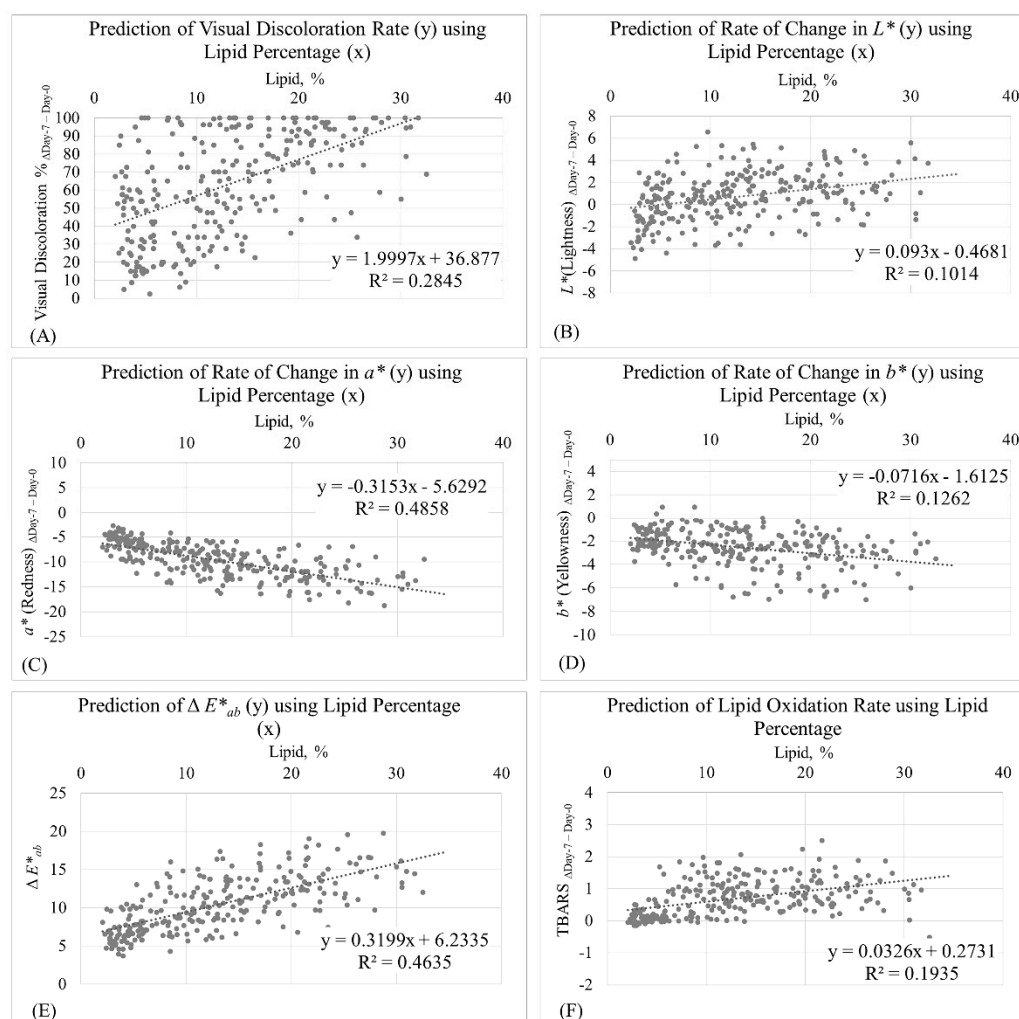 Prediction of Visual Discoloration Rate (y) using
Lipid Percentage (x)
Lipid, %
0 10 20 30 40
100
90
80
70
60
50
40
30
20
10
0
Visual Discoloration % ΔDay-7 – Day-0
y = 1.9997x + 36.877
R² = 0.2845
(A)
Prediction of Rate of Change in L* (y) using
Lipid Percentage (x)
Lipid, %
0 10 20 30 40
8
6
4
2
0
-2
-4
-6
-8
L*(Lightness) ΔDay-7 – Day-0
y = 0.093x - 0.4681
R² = 0.1014
(B)
Prediction of Rate of Change in a* (y) using
Lipid Percentage (x)
Lipid, %
0 10 20 30 40
10
5
0
-5
-10
-15
-20
-25
a* (Redness) ΔDay-7 – Day-0
y = -0.3153x - 5.6292
R² = 0.4858
(C)
Prediction of Rate of Change in b* (y) using
Lipid Percentage (x)
Lipid, %
0 10 20 30 40
4
2
0
-2
-4
-6
-8
-10
b* (Yellowness) ΔDay-7 – Day-0
y = -0.0716x - 1.6125
R² = 0.1262
(D)
Prediction of Δ E*ab (y) using Lipid Percentage
(x)
Lipid, %
0 10 20 30 40
25
20
15
10
5
0
Δ E*ab
y = 0.3199x + 6.2335
R² = 0.4635
(E)
Prediction of Lipid Oxidation Rate using Lipid
Percentage
Lipid, %
0 10 20 30 40
4
3
2
1
0
-1
-2
TBARS ΔDay-7 – Day-0
y = 0.0326x + 0.2731
R² = 0.1935
(F)